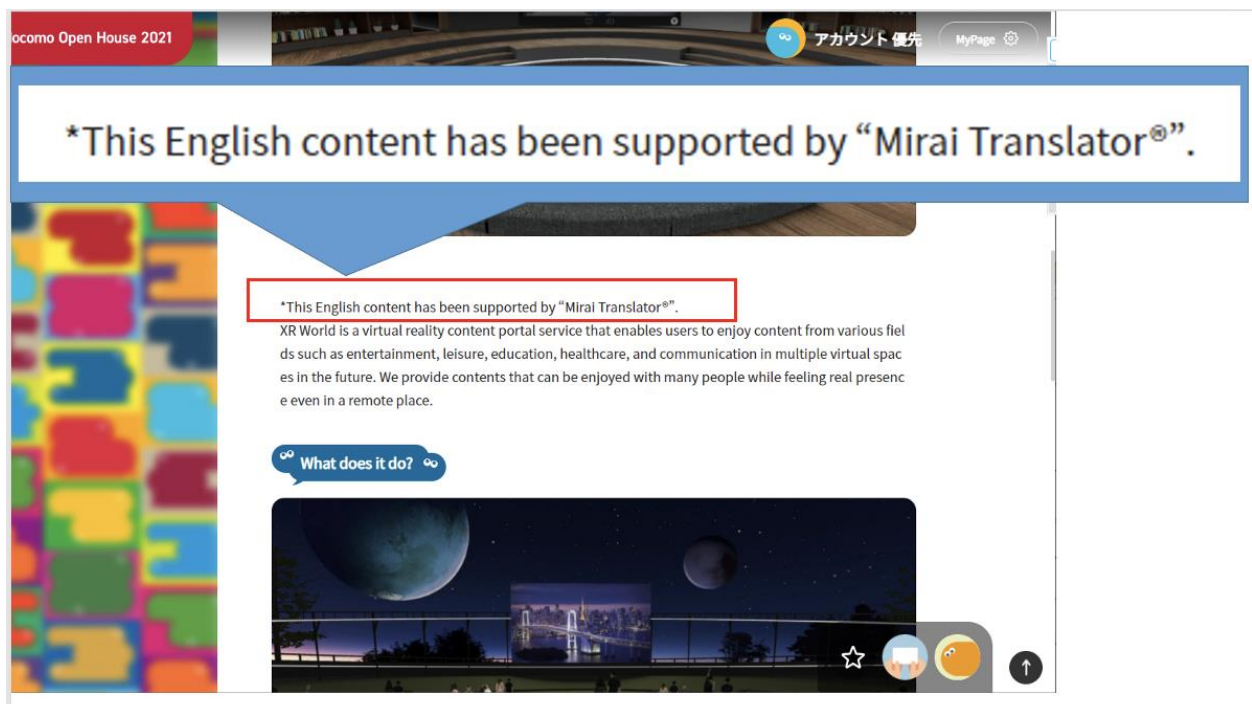 ocomo Open House 2021
アカウント 優先
MyPage
*This English content has been supported by “Mirai Translator®”.
*This English content has been supported by “Mirai Translator®”.
XR World is a virtual reality content portal service that enables users to enjoy content from various fiel
ds such as entertainment, leisure, education, healthcare, and communication in multiple virtual spac
es in the future. We provide contents that can be enjoyed with many people while feeling real presenc
e even in a remote place.
What does it do?